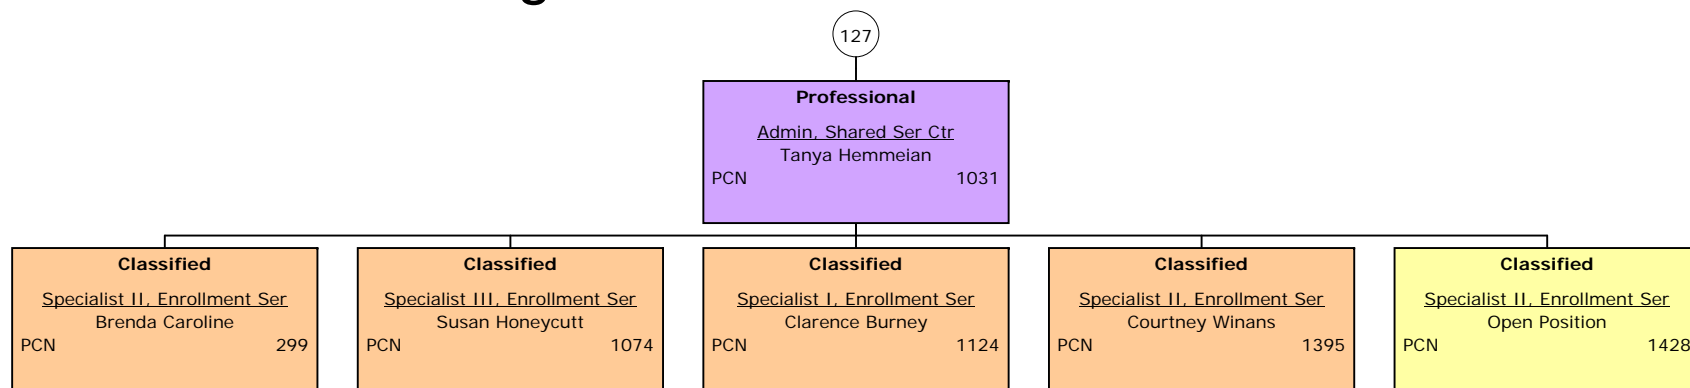 127
Professional
Admin, Shared Ser Ctr
Tanya Hemmeian
PCN 1031
Classified
Specialist II, Enrollment Ser
Brenda Caroline
PCN 299
Classified
Specialist III, Enrollment Ser
Susan Honeycutt
PCN 1074
Classified
Specialist I, Enrollment Ser
Clarence Burney
PCN 1124
Classified
Specialist II, Enrollment Ser
Courtney Winans
PCN 1395
Classified
Specialist II, Enrollment Ser
Open Position
PCN 1428